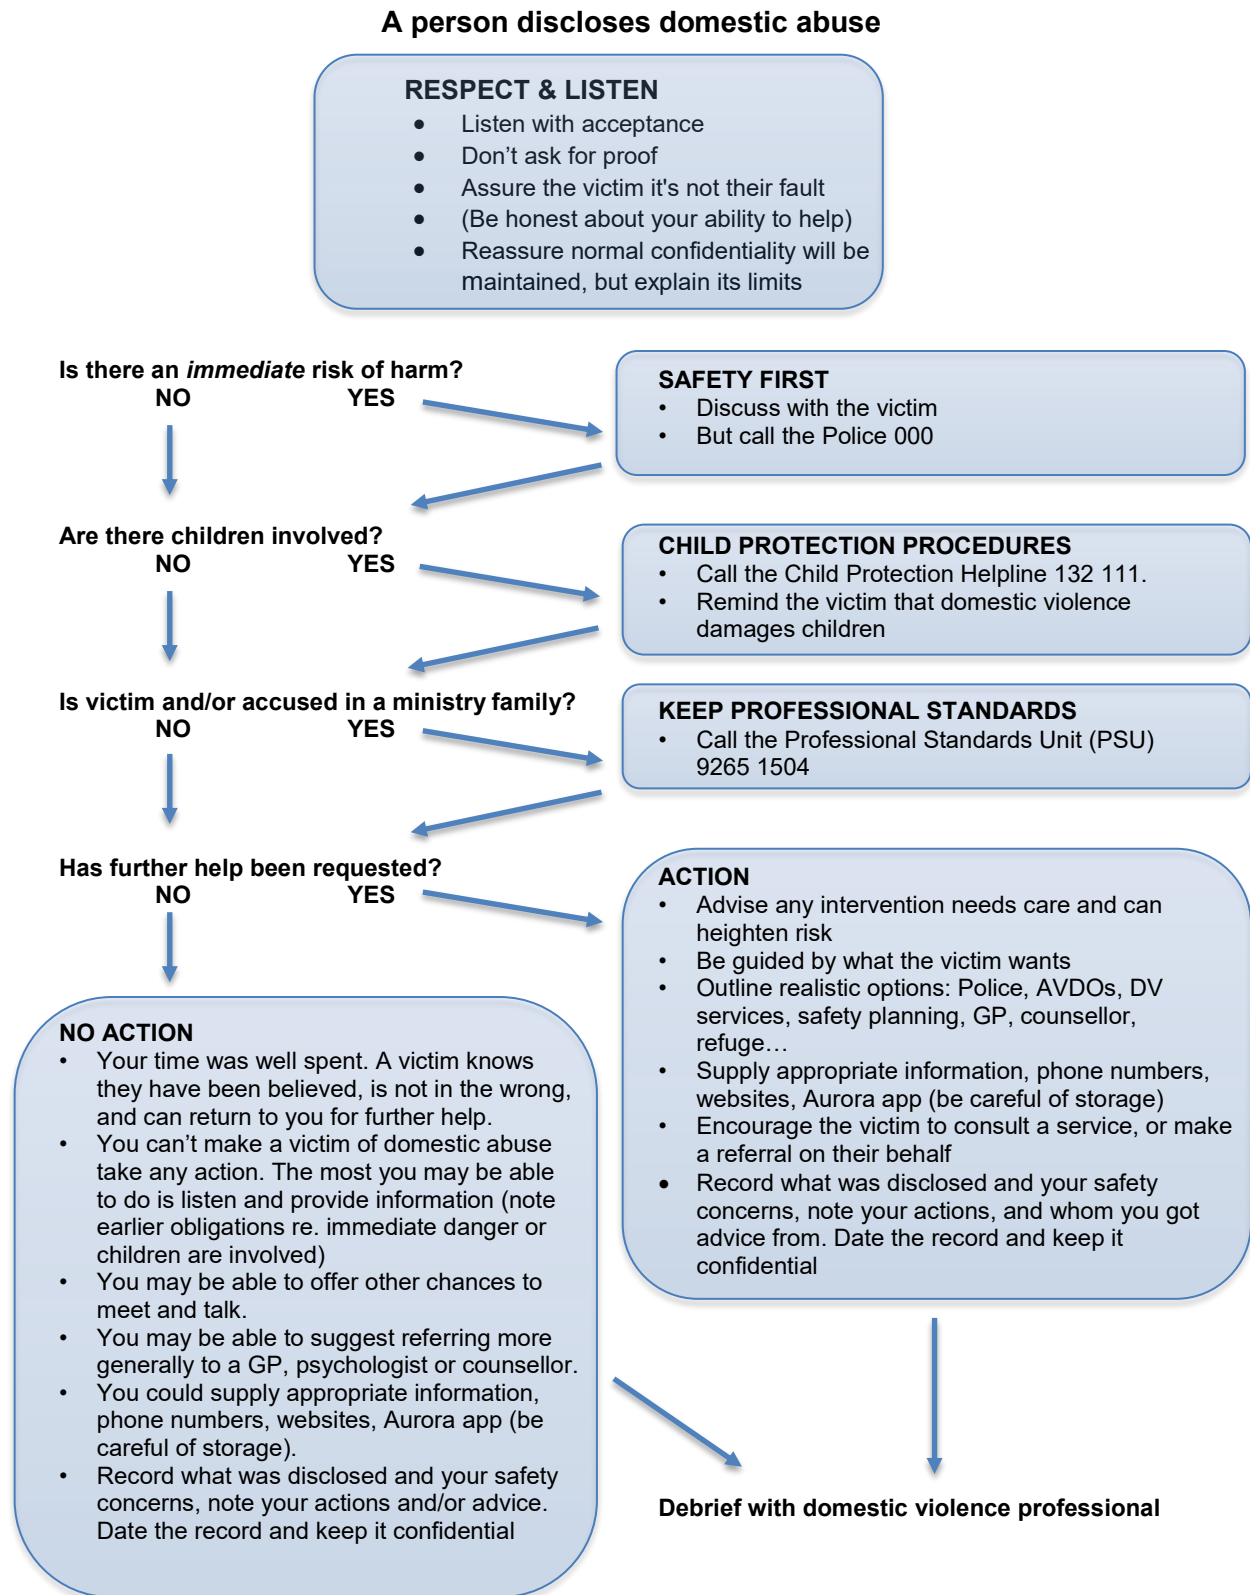 A person discloses domestic abuse
RESPECT & LISTEN
• Listen with acceptance
• Don’t ask for proof
• Assure the victim it's not their fault
• (Be honest about your ability to help)
• Reassure normal confidentiality will be
maintained, but explain its limits
Is there an immediate risk of harm?
NO YES
SAFETY FIRST
• Discuss with the victim
• But call the Police 000
Are there children involved?
NO YES
CHILD PROTECTION PROCEDURES
• Call the Child Protection Helpline 132 111.
• Remind the victim that domestic violence
damages children
Is victim and/or accused in a ministry family?
NO YES
KEEP PROFESSIONAL STANDARDS
• Call the Professional Standards Unit (PSU)
9265 1504
Has further help been requested?
NO YES
ACTION
• Advise any intervention needs care and can
heighten risk
• Be guided by what the victim wants
• Outline realistic options: Police, AVDOs, DV
services, safety planning, GP, counsellor,
refuge…
• Supply appropriate information, phone numbers,
websites, Aurora app (be careful of storage)
• Encourage the victim to consult a service, or make
a referral on their behalf
• Record what was disclosed and your safety
concerns, note your actions, and whom you got
advice from. Date the record and keep it
confidential
NO ACTION
• Your time was well spent. A victim knows
they have been believed, is not in the wrong,
and can return to you for further help.
• You can’t make a victim of domestic abuse
take any action. The most you may be able
to do is listen and provide information (note
earlier obligations re. immediate danger or
children are involved)
• You may be able to offer other chances to
meet and talk.
• You may be able to suggest referring more
generally to a GP, psychologist or counsellor.
• You could supply appropriate information,
phone numbers, websites, Aurora app (be
careful of storage).
• Record what was disclosed and your safety
concerns, note your actions and/or advice.
Date the record and keep it confidential
Debrief with domestic violence professional